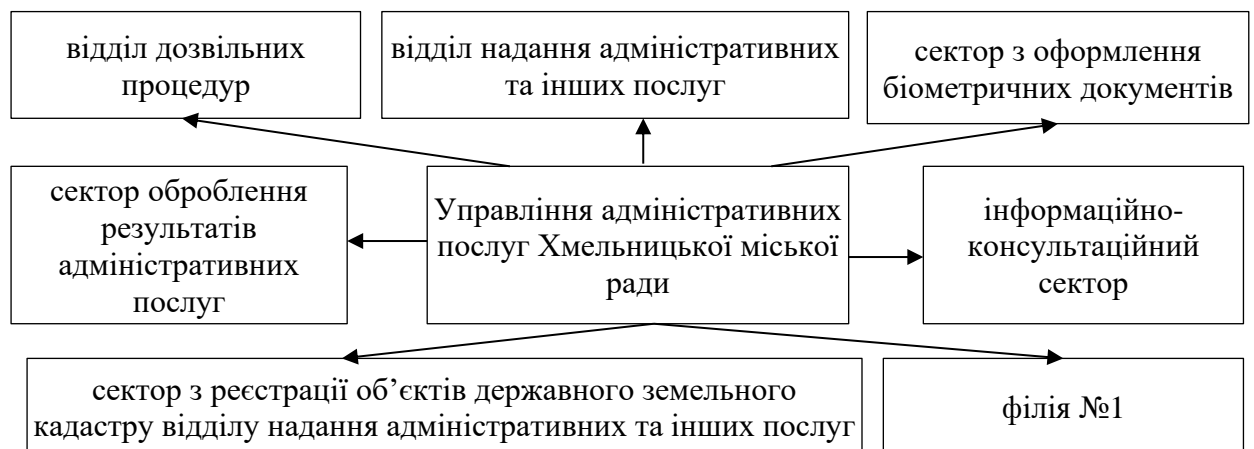 відділ дозвільних
процедур
відділ надання адміністративних
та інших послуг
сектор з оформлення
біометричних документів
сектор оброблення
результатів
адміністративних
послуг
Управління адміністративних
послуг Хмельницької міської
ради
інформаційно-
консультаційний
сектор
сектор з реєстрації об’єктів державного земельного
кадастру відділу надання адміністративних та інших послуг
філія №1